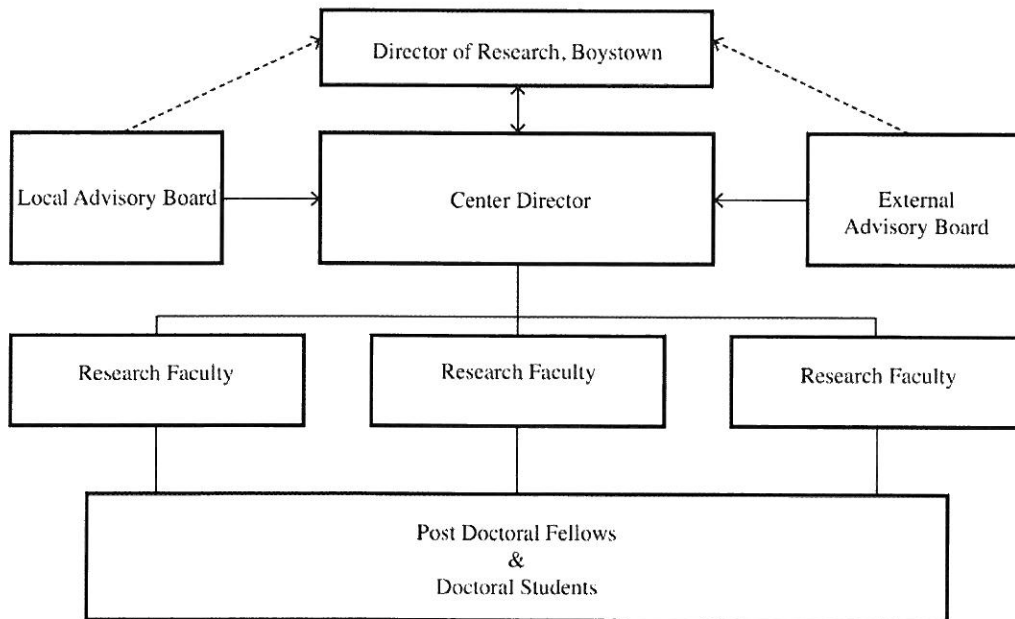 Director of Research, Boystown
Local Advisory Board
Center Director
External
Advisory Board
Research Faculty
Research Faculty
Research Faculty
Post Doctoral Fellows
&
Doctoral Students